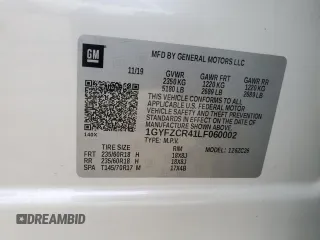 GM
MFD BY GENERAL MOTORS LLC
11/19 GVWR GAWR FRT GAWR RR
2350 KG 1220 KG 1220 KG
5180 LB 2689 LB 2689 LB
THIS VEHICLE CONFORMS TO ALL APPLICABLE
U.S. FEDERAL MOTOR VEHICLE SAFETY, BUMPER,
AND THEFT PREVENTION STANDARDS IN EFFECT ON
THE DATE OF MANUFACTURE SHOWN ABOVE.
1GYFZCR41LF060002
TYPE: M.P.V. MODEL:
TIRE SIZE RIM
FRT 235/60R18 H 18X8J
RR 235/60R18 H 18X8J
SPA T145/70R17 M 17X4B